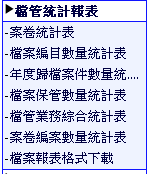 ▶檔管統計報表
-案卷統計表
-檔案編目數量統計表
-年度歸檔案件數量統....
-檔案保管數量統計表
-檔管業務綜合統計表
-案卷編案數量統計表
-檔案報表格式下載